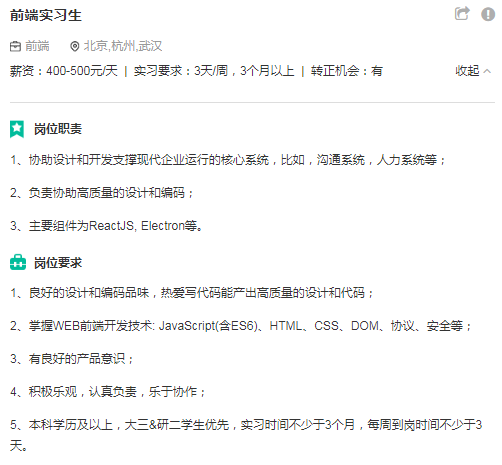 前端实习生
前端 北京,杭州,武汉
薪资：400-500元/天 | 实习要求：3天/周，3个月以上 | 转正机会：有 收起
岗位职责
1、协助设计和开发支撑现代企业运行的核心系统，比如，沟通系统，人力系统等；
2、负责协助高质量的设计和编码；
3、主要组件为ReactJS, Electron等。
岗位要求
1、良好的设计和编码品味，热爱写代码能产出高质量的设计和代码；
2、掌握WEB前端开发技术: JavaScript(含ES6)、HTML、CSS、DOM、协议、安全等；
3、有良好的产品意识；
4、积极乐观，认真负责，乐于协作；
5、本科学历及以上，大三&研二学生优先，实习时间不少于3个月，每周到岗时间不少于3
天。